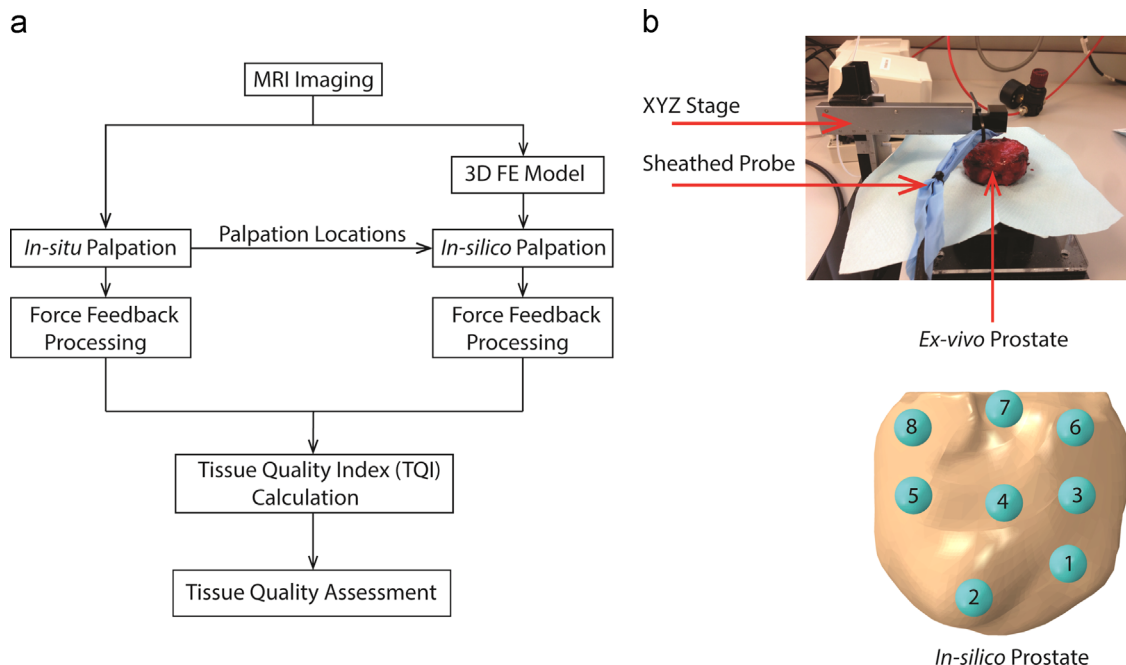 a
MRI Imaging
3D FE Model
In-situ Palpation
Palpation Locations
In-silico Palpation
Force Feedback
Processing
Force Feedback
Processing
Tissue Quality Index (TQI)
Calculation
Tissue Quality Assessment
b
XYZ Stage
Sheathed Probe
Ex-vivo Prostate
7
8
6
5
4
3
1
2
In-silico Prostate